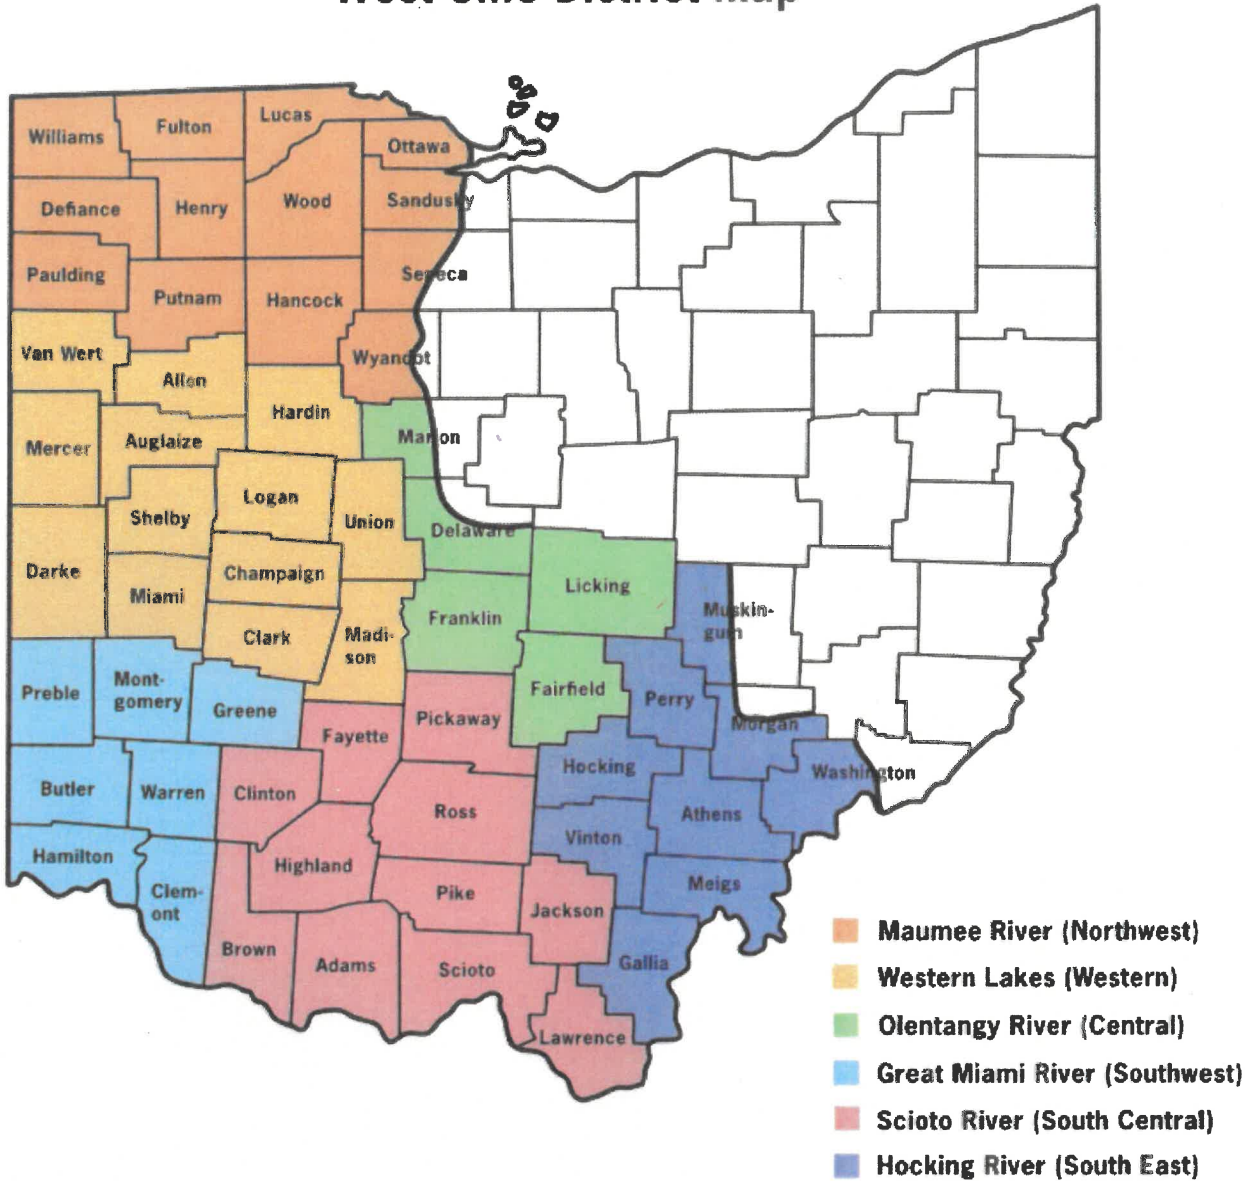 West Ohio District Map
Williams
Fulton
Lucas
Ottawa
Defiance
Henry
Wood
Sandusky
Paulding
Putnam
Hancock
Seneca
Van Wert
Allen
Wyandot
Hardin
Marion
Mercer
Auglaize
Logan
Shelby
Union
Delaware
Darke
Champaign
Miami
Licking
Franklin
Clark
Madi-
son
Muskin-
gum
Preble
Mont-
gomery
Greene
Fairfield
Perry
Pickaway
Morgan
Fayette
Hocking
Washington
Butler
Warren
Clinton
Ross
Athens
Vinton
Hamilton
Highland
Clem-
ont
Pike
Meigs
Jackson
Brown
Adams
Scioto
Gallia
Lawrence
Maumee River (Northwest)
Western Lakes (Western)
Olentangy River (Central)
Great Miami River (Southwest)
Scioto River (South Central)
Hocking River (South East)